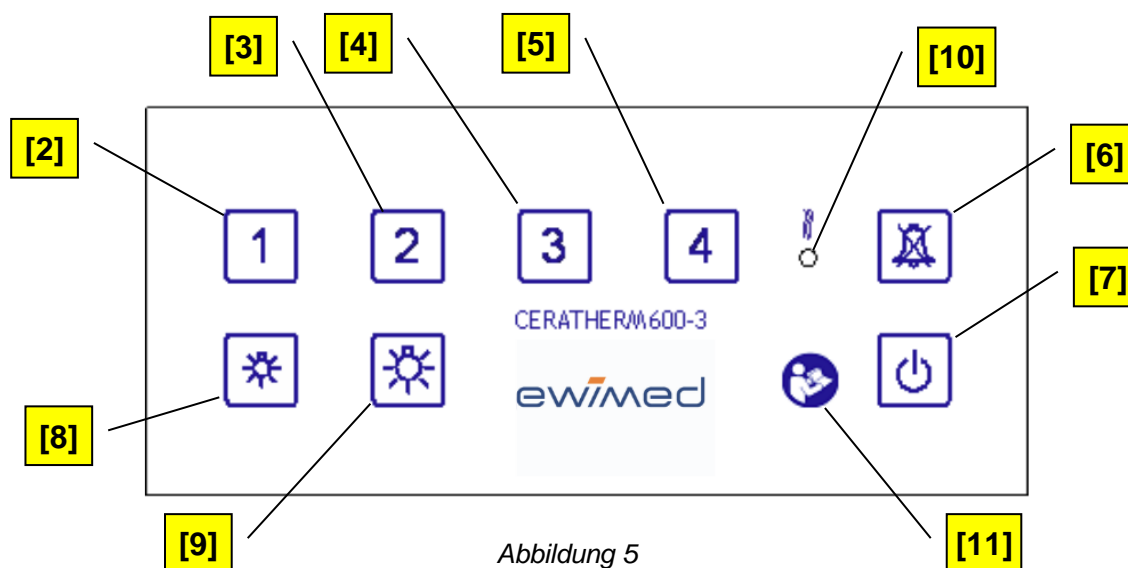 [3]
[4]
[5]
[10]
[2]
[6]
1 2 3 4
[7]
CERATHERM600-3
ewimed
[8]
[9]
[11]
Abbildung 5